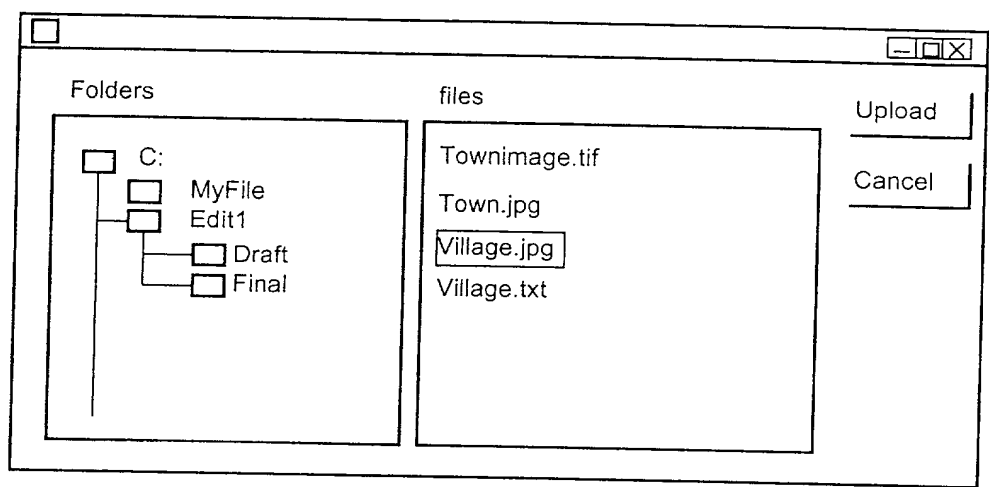 Folders
C:
MyFile
Edit1
Draft
Final
files
Townimage.tif
Town.jpg
Village.jpg
Village.txt
Upload
Cancel